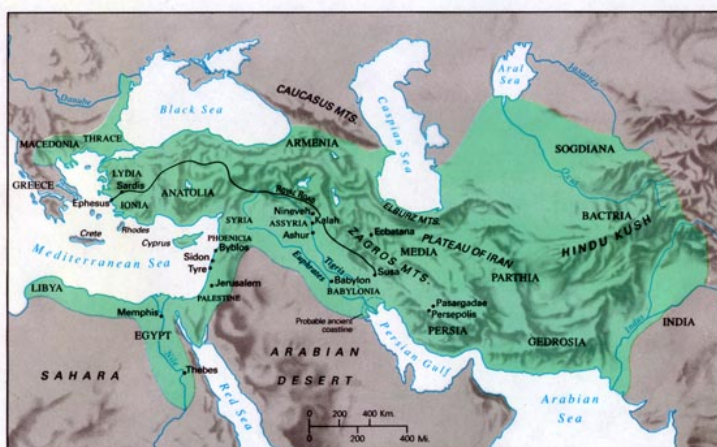 Aral Sea
Jaxartes
Danube
Black Sea
CAUCASUS MTS.
Caspian Sea
MACEDONIA
THRACE
ARMENIA
SOGDIANA
Oxus
GREECE
LYDIA
Sardis
Ephesus
IONIA
ANATOLIA
Royal Road
Nineveh
Kalah
ASSYRIA
Ashur
ELBURZ MTS.
BACTRIA
HINDU KUSH
Crete
Rhodes
Cyprus
SYRIA
PHOENICIA
Byblos
Ecbatana
MEDIA
PLATEAU OF IRAN
ZAGROS MTS.
PARTHIA
Mediterranean Sea
Sidon
Tyre
Euphrates
Tigris
Babylon
BABYLONIA
Susa
LIBYA
Jerusalem
PALESTINE
Memphis
EGYPT
Probable ancient
coastline
Pasargadae
Persepolis
PERSIA
GEDROSIA
Indus
INDIA
SAHARA
Nile
Thebes
Red Sea
ARABIAN
DESERT
Persian Gulf
Arabian
Sea
0 200 400 Km.
0 200 400 Mi.